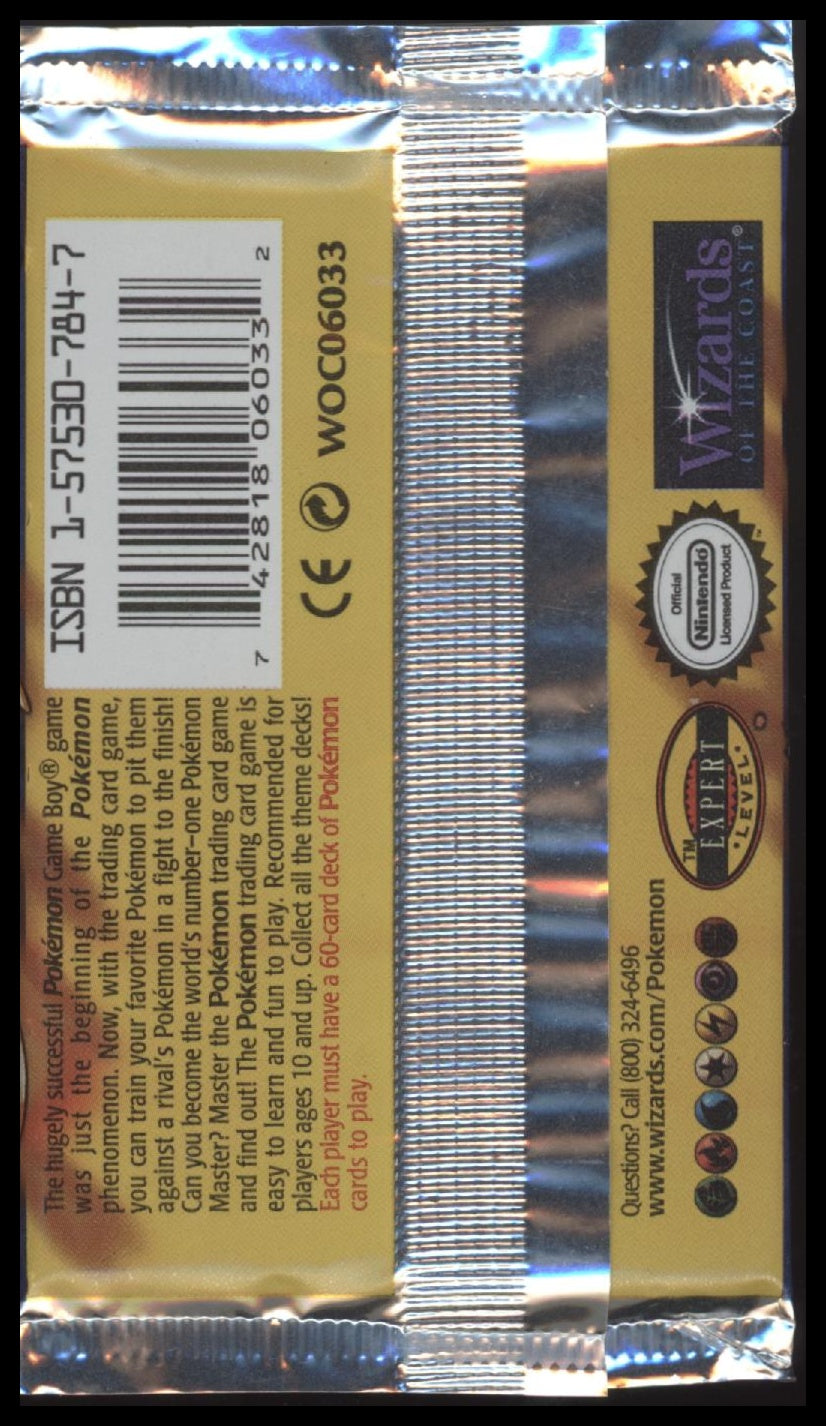 The hugely successful Pokémon Game Boy® game
was just the beginning of the Pokémon
phenomenon. Now, with the trading card game,
you can train your favorite Pokémon to pit them
against a rival's Pokémon in a fight to the finish!
Can you become the world's number-one Pokémon
Master? Master the Pokémon trading card game
and find out! The Pokémon trading card game is
easy to learn and fun to play. Recommended for
players ages 10 and up. Collect all the theme decks!
Each player must have a 60-card deck of Pokémon
cards to play.
ISBN 1-57530-784-7
7 42818 06033 2
CE WOC06033
Questions? Call (800) 324-6496
www.wizards.com/Pokemon
TM
EXPERT
•LEVEL•
Official
Nintendo
Licensed Product
™
Wizards®
OF THE COAST